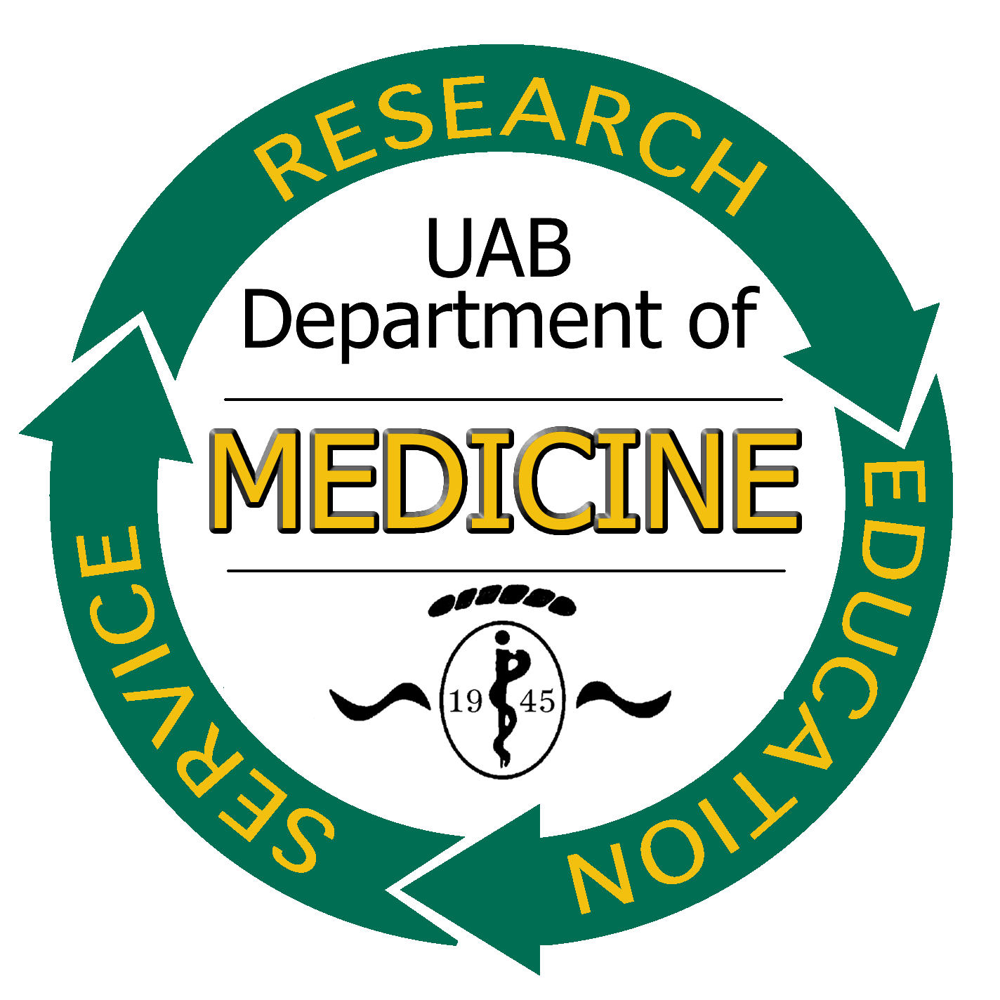 RESEARCH
UAB
Department of
MEDICINE
19 45
EDUCATION
SERVICE